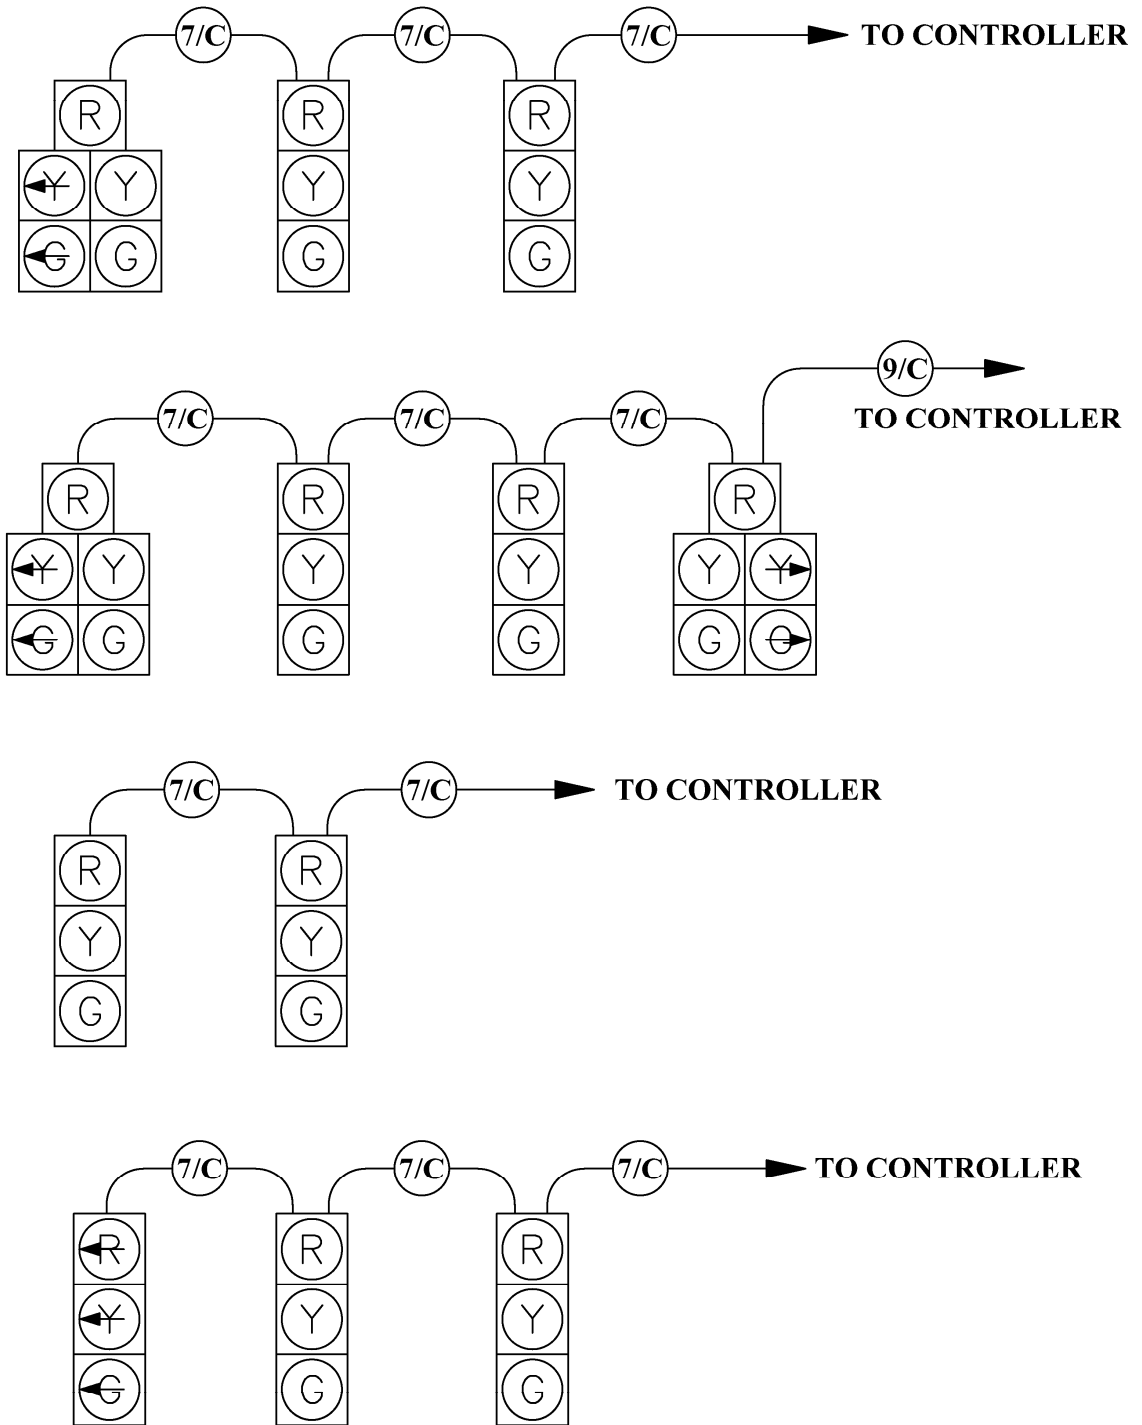 7/C 7/C 7/C TO CONTROLLER
R R R
Y Y Y Y
G G G G
9/C
TO CONTROLLER
7/C 7/C 7/C
R R R R
Y Y Y Y Y Y
G G G G G G
7/C 7/C TO CONTROLLER
R R
Y Y
G G
7/C 7/C 7/C TO CONTROLLER
R R R
Y Y Y
G G G